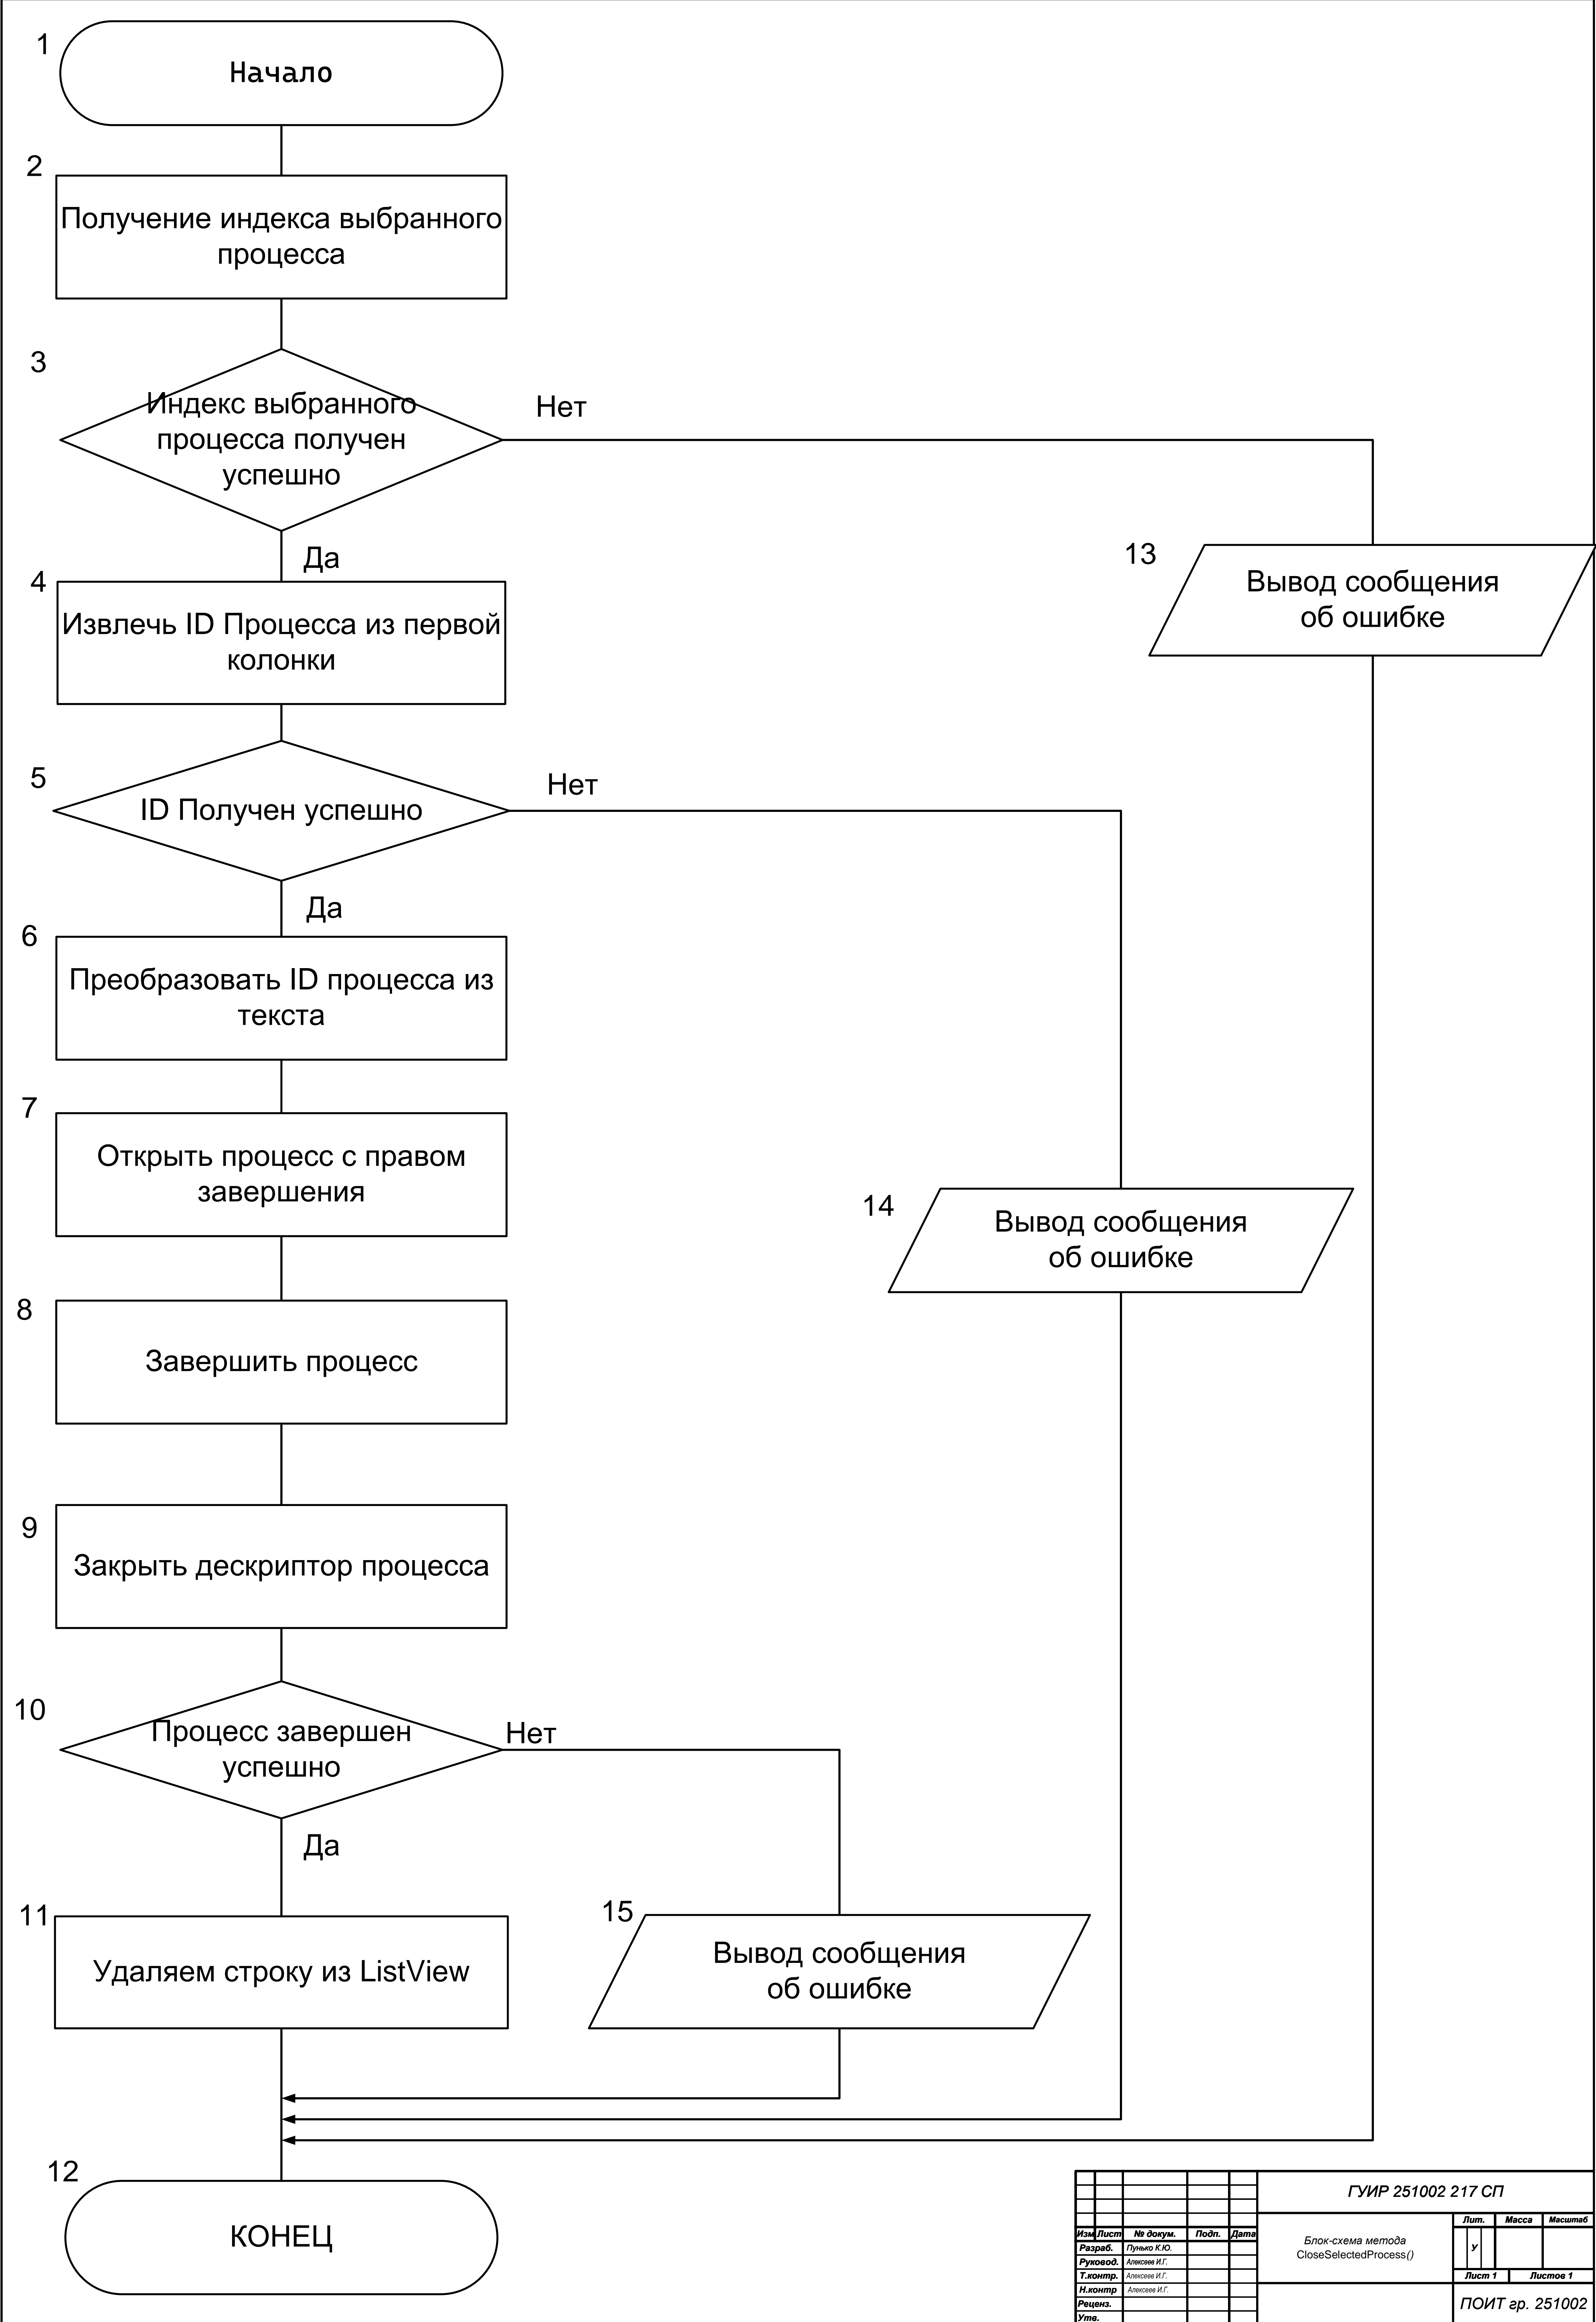 1
Начало
2
Получение индекса выбранного
процесса
3
Индекс выбранного
процесса получен
успешно
Нет
Да
13
Вывод сообщения
об ошибке
4
Извлечь ID Процесса из первой
колонки
5
ID Получен успешно
Нет
Да
6
Преобразовать ID процесса из
текста
7
Открыть процесс с правом
завершения
14
Вывод сообщения
об ошибке
8
Завершить процесс
9
Закрыть дескриптор процесса
10
Процесс завершен
успешно
Нет
Да
11
Удаляем строку из ListView
15
Вывод сообщения
об ошибке
12
КОНЕЦ
ГУИР 251002 217 СП
Изм Лист № докум. Подп. Дата
Разраб. Пунько К.Ю.
Руковод. Алексеев И.Г.
Т.контр. Алексеев И.Г.
Н.контр Алексеев И.Г.
Реценз.
Утв.
Блок-схема метода
CloseSelectedProcess()
Лит. Масса Масштаб
У
Лист 1 Листов 1
ПОИТ гр. 251002